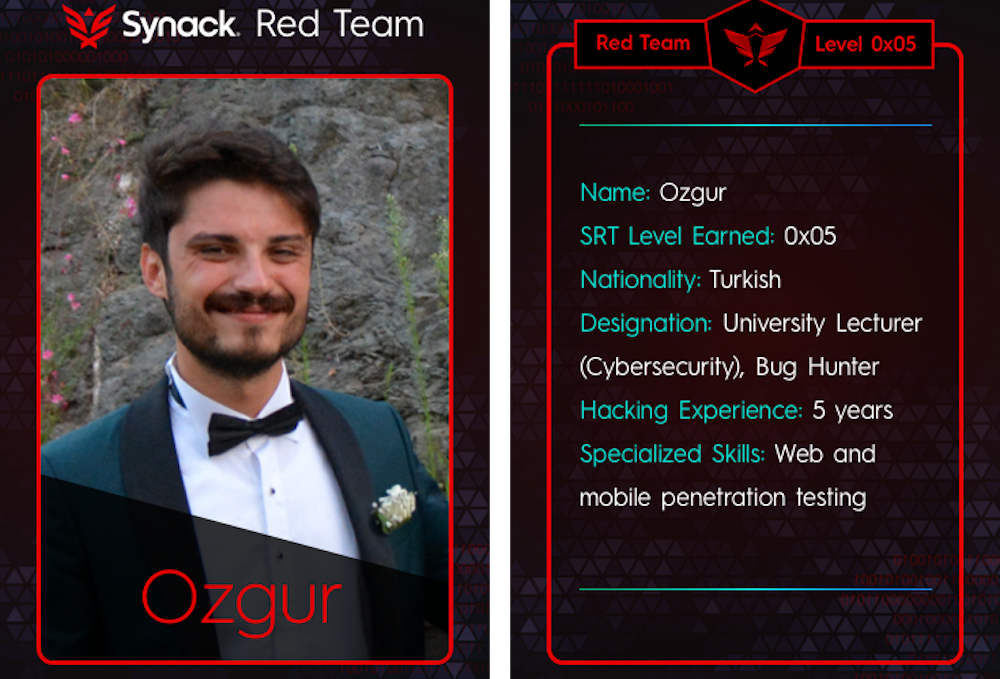 Synack. Red Team
Ozgur
Red Team
Level 0x05
Name: Ozgur
SRT Level Earned: 0x05
Nationality: Turkish
Designation: University Lecturer
(Cybersecurity), Bug Hunter
Hacking Experience: 5 years
Specialized Skills: Web and
mobile penetration testing